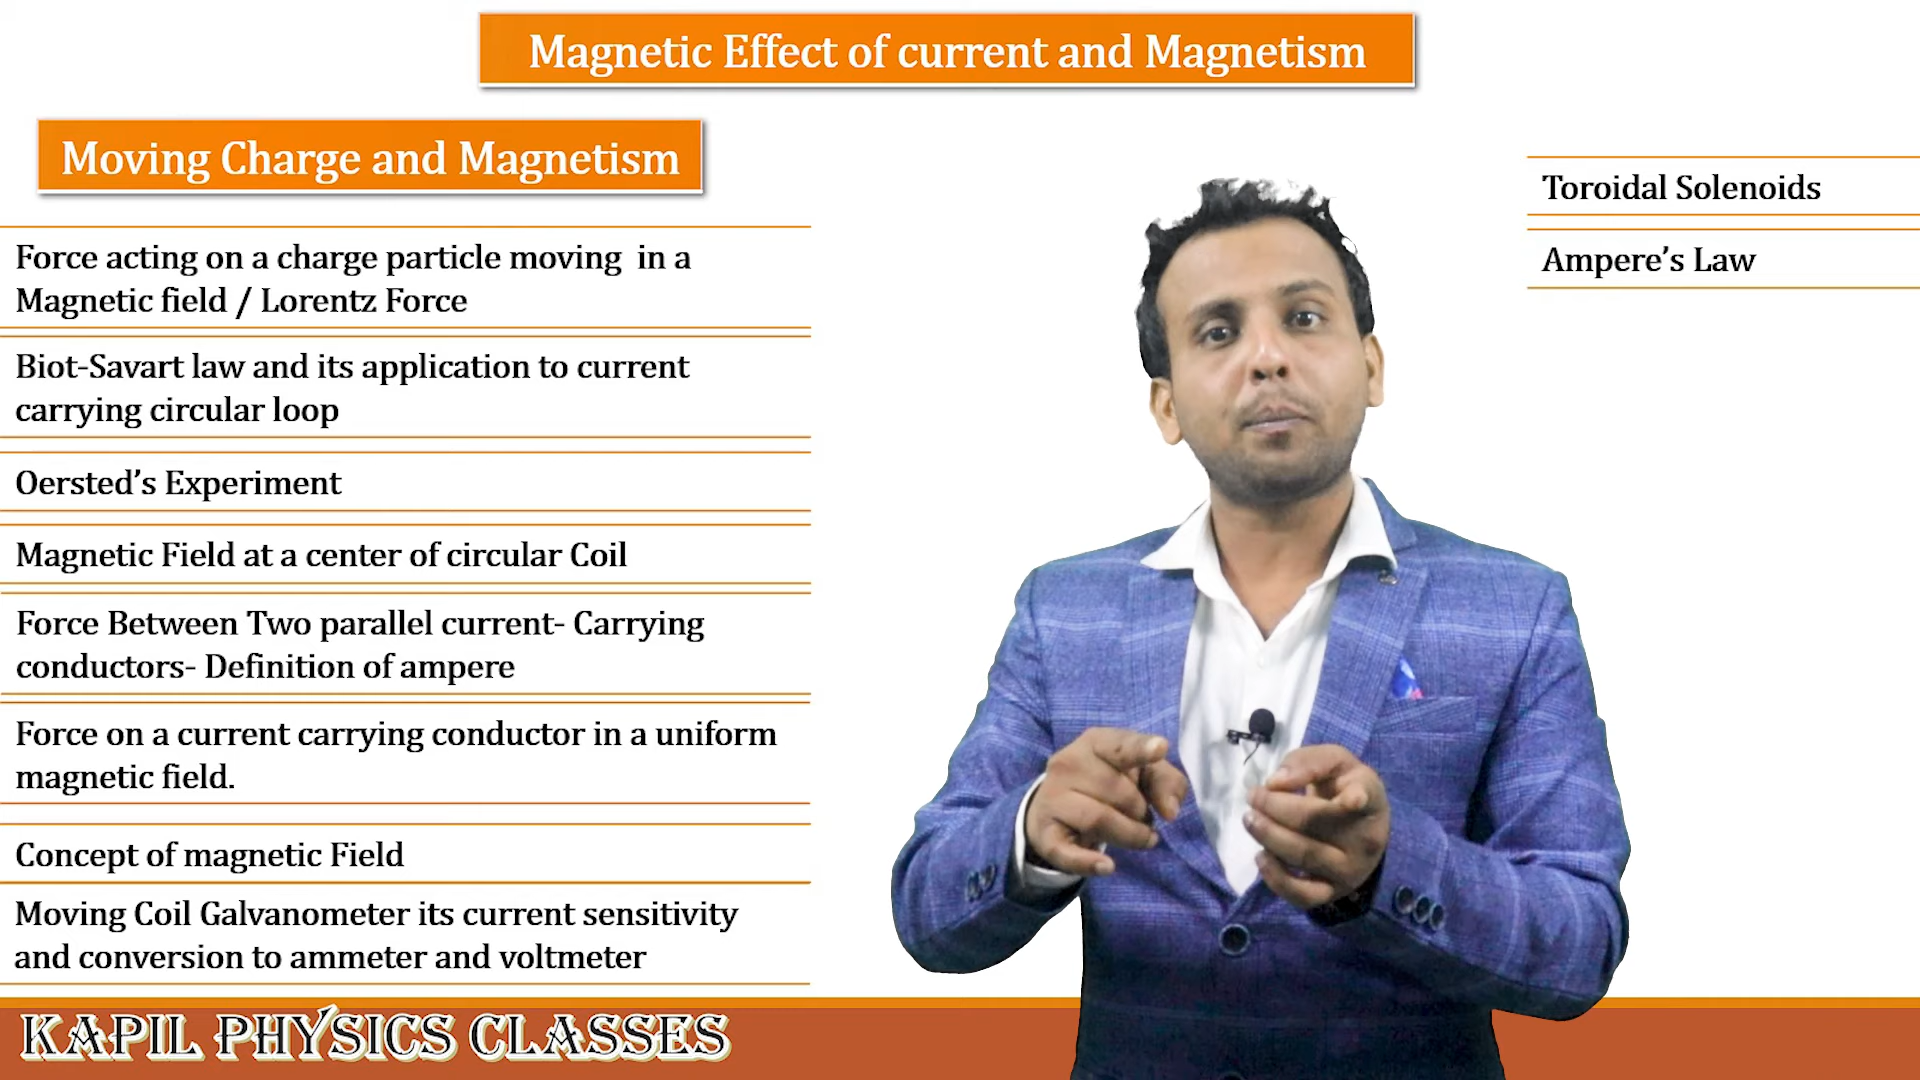 Magnetic Effect of current and Magnetism
Moving Charge and Magnetism
Force acting on a charge particle moving in a
Magnetic field / Lorentz Force
Biot-Savart law and its application to current
carrying circular loop
Oersted’s Experiment
Magnetic Field at a center of circular Coil
Force Between Two parallel current- Carrying
conductors- Definition of ampere
Force on a current carrying conductor in a uniform
magnetic field.
Concept of magnetic Field
Moving Coil Galvanometer its current sensitivity
and conversion to ammeter and voltmeter
Toroidal Solenoids
Ampere’s Law
KAPIL PHYSICS CLASSES